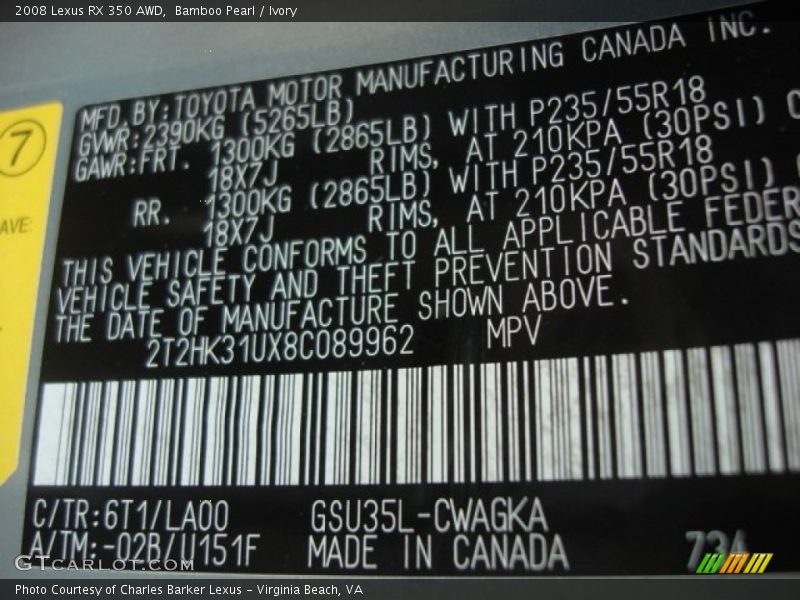 2008 Lexus RX 350 AWD,  Bamboo Pearl / Ivory
7
AVE:
MFD.BY:TOYOTA MOTOR MANUFACTURING CANADA INC.
GVWR:2390KG (5265LB)
GAWR:FRT. 1300KG (2865LB) WITH P235/55R18
18X7J RIMS, AT 210KPA (30PSI)
RR. 1300KG (2865LB) WITH P235/55R18
18X7J RIMS, AT 210KPA (30PSI)
THIS VEHICLE CONFORMS TO ALL APPLICABLE FEDER
VEHICLE SAFETY AND THEFT PREVENTION STANDARDS
THE DATE OF MANUFACTURE SHOWN ABOVE.
2T2HK31UX8C089962 MPV
C/TR:6T1/LA00 GSU35L-CWAGKA
A/TM:-02B/U151F MADE IN CANADA
GTcarlot.com
Photo Courtesy of Charles Barker Lexus - Virginia Beach, VA